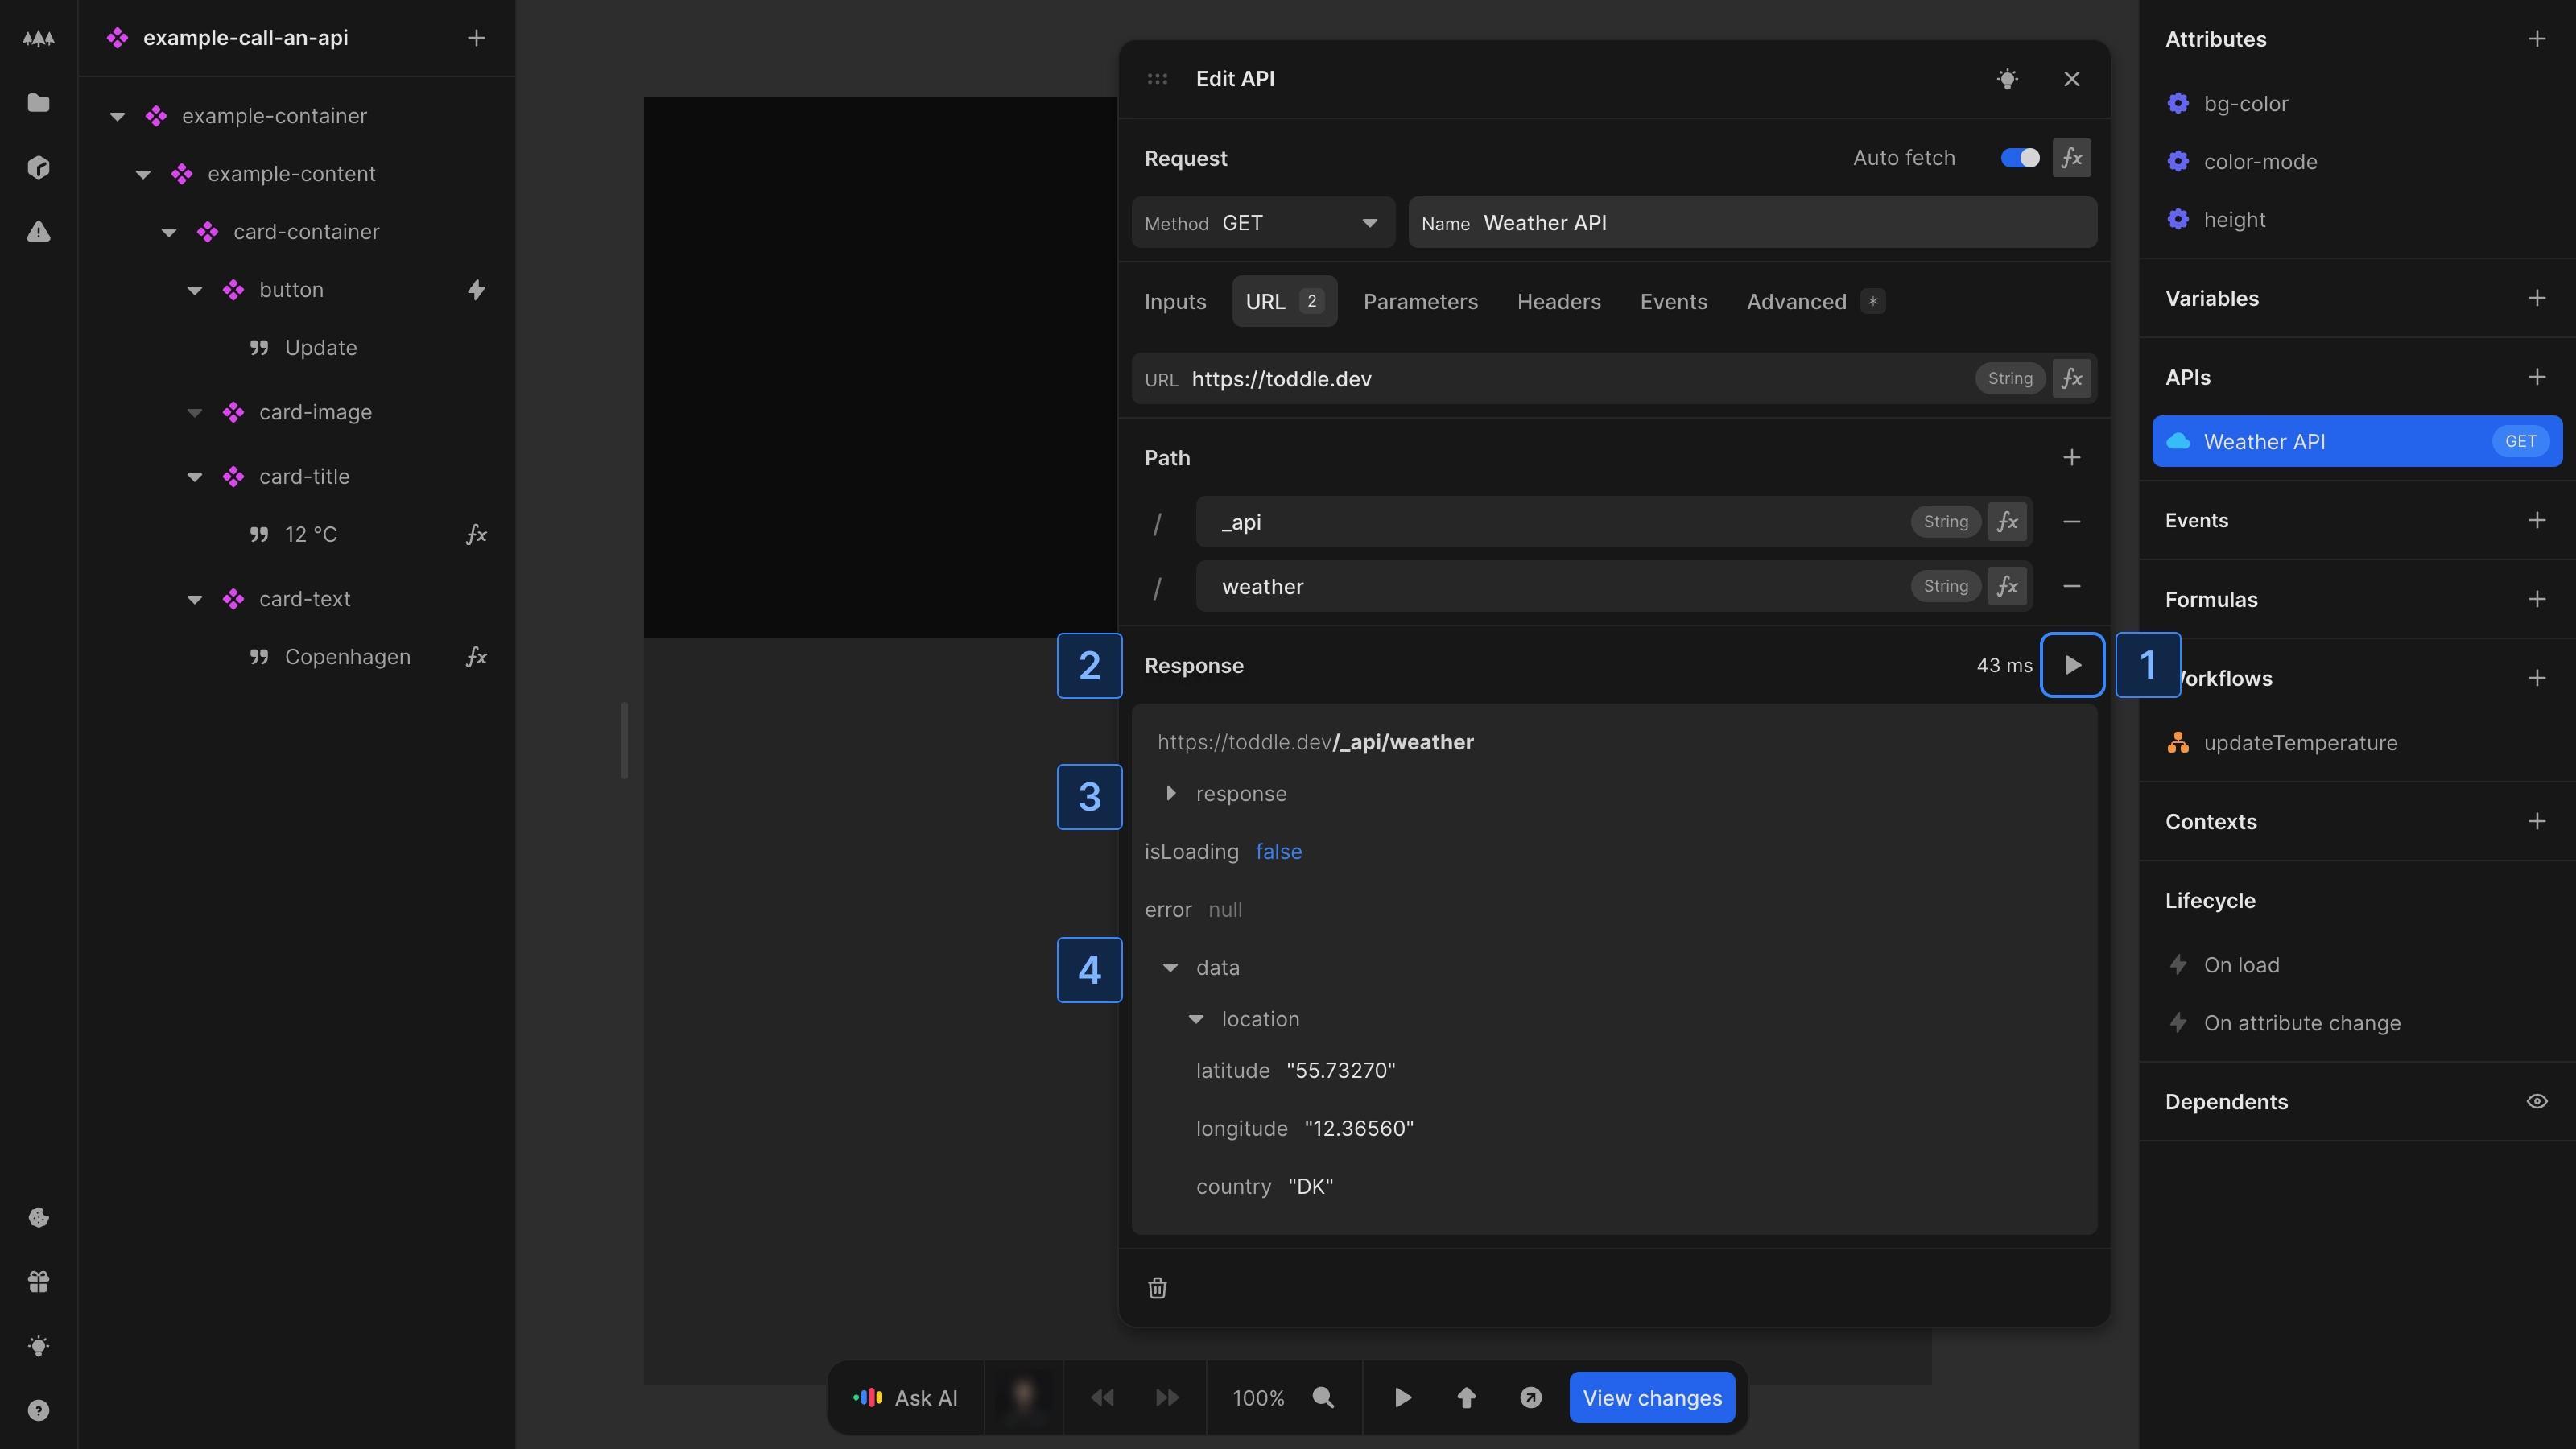 example-call-an-api
example-container
example-content
card-container
button
Update
card-image
card-title
12 °C
card-text
Copenhagen
Edit API
Request
Auto fetch
Method GET
Name Weather API
Inputs URL 2 Parameters Headers Events Advanced *
URL https://toddle.dev String fx
Path
/ _api String fx
/ weather String fx
2 Response 43 ms 1
https://toddle.dev/_api/weather
3 response
isLoading false
error null
4 data
location
latitude "55.73270"
longitude "12.36560"
country "DK"
Ask AI 100% View changes
Attributes
bg-color
color-mode
height
Variables
APIs
Weather API GET
Events
Formulas
orkflows
updateTemperature
Contexts
Lifecycle
On load
On attribute change
Dependents